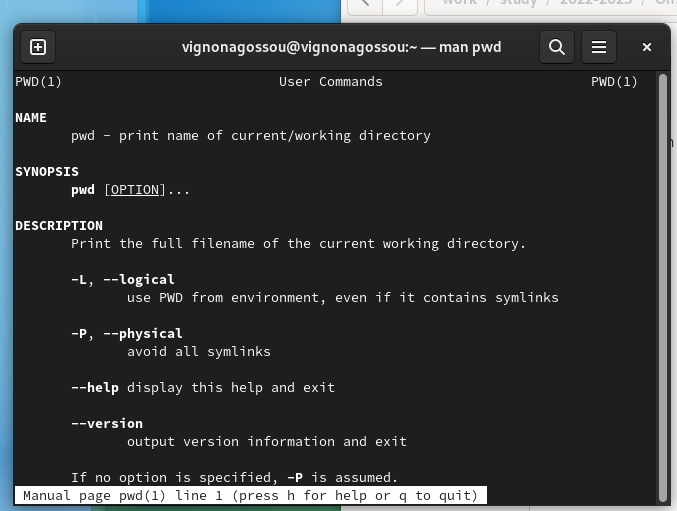 work / study / 2022-2023 /
vignonagossou@vignonagossou:~ — man pwd
PWD(1) User Commands PWD(1)
NAME
pwd - print name of current/working directory
SYNOPSIS
pwd [OPTION]...
DESCRIPTION
Print the full filename of the current working directory.
-L, --logical
use PWD from environment, even if it contains symlinks
-P, --physical
avoid all symlinks
--help display this help and exit
--version
output version information and exit
If no option is specified, -P is assumed.
Manual page pwd(1) line 1 (press h for help or q to quit)